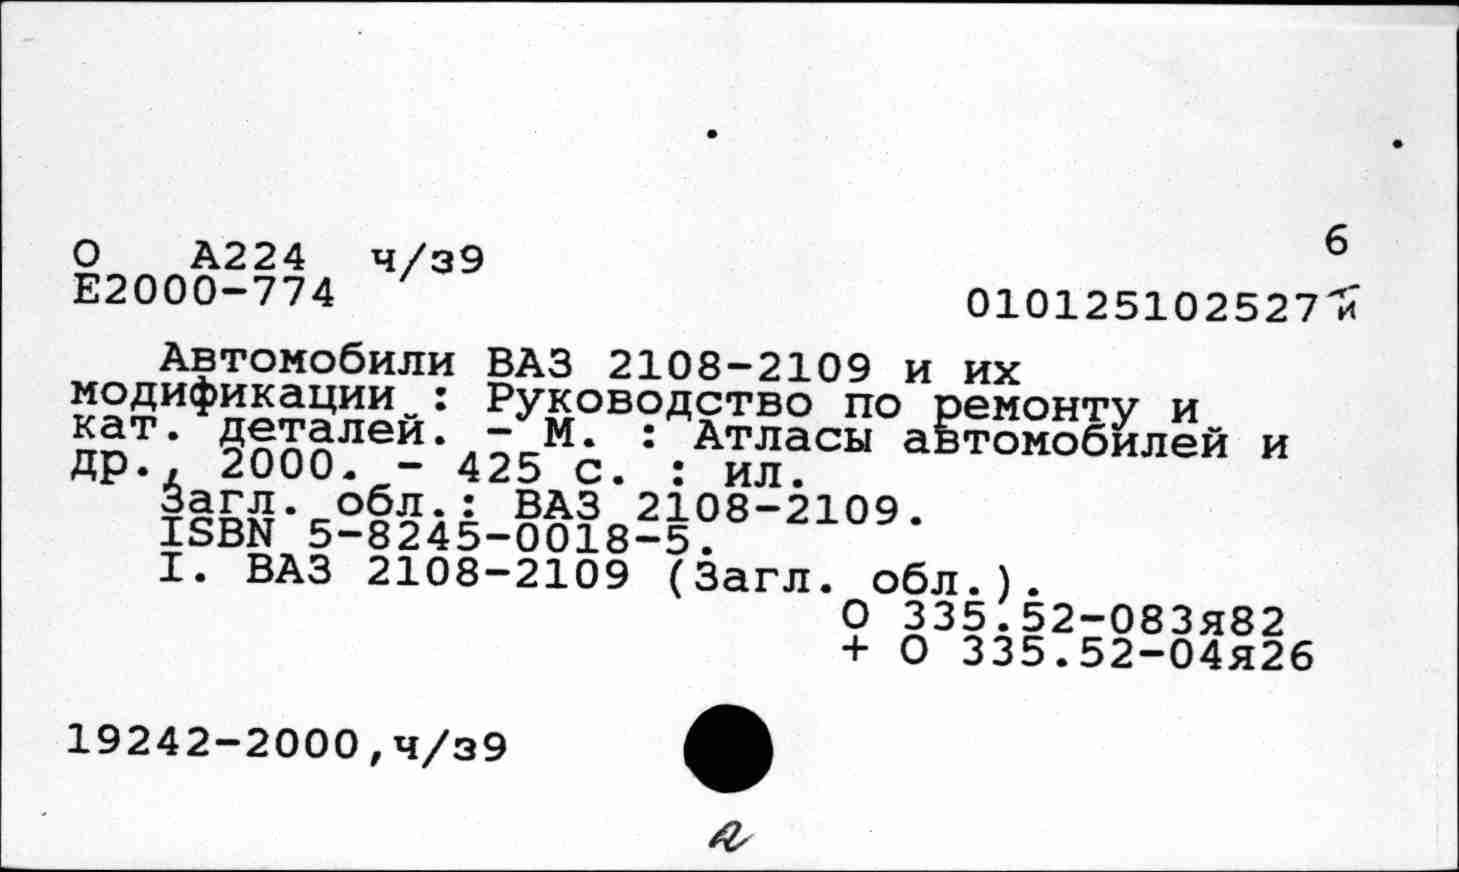 6
О А224 ч/з9
Е2000-774
010125102527
Автомобили ВАЗ 2108-2109 и их
модификации : Руководство по ремонту и
кат. деталей. - М. : Атласы автомобилей и
др., 2000. - 425 с. : ил.
Загл. обл.: ВАЗ 2108-2109.
ISBN 5-8245-0018-5.
I. ВАЗ 2108-2109 (Загл. обл.).
О 335.52-083я82
+ О 335.52-04я26
19242-2000,ч/з9